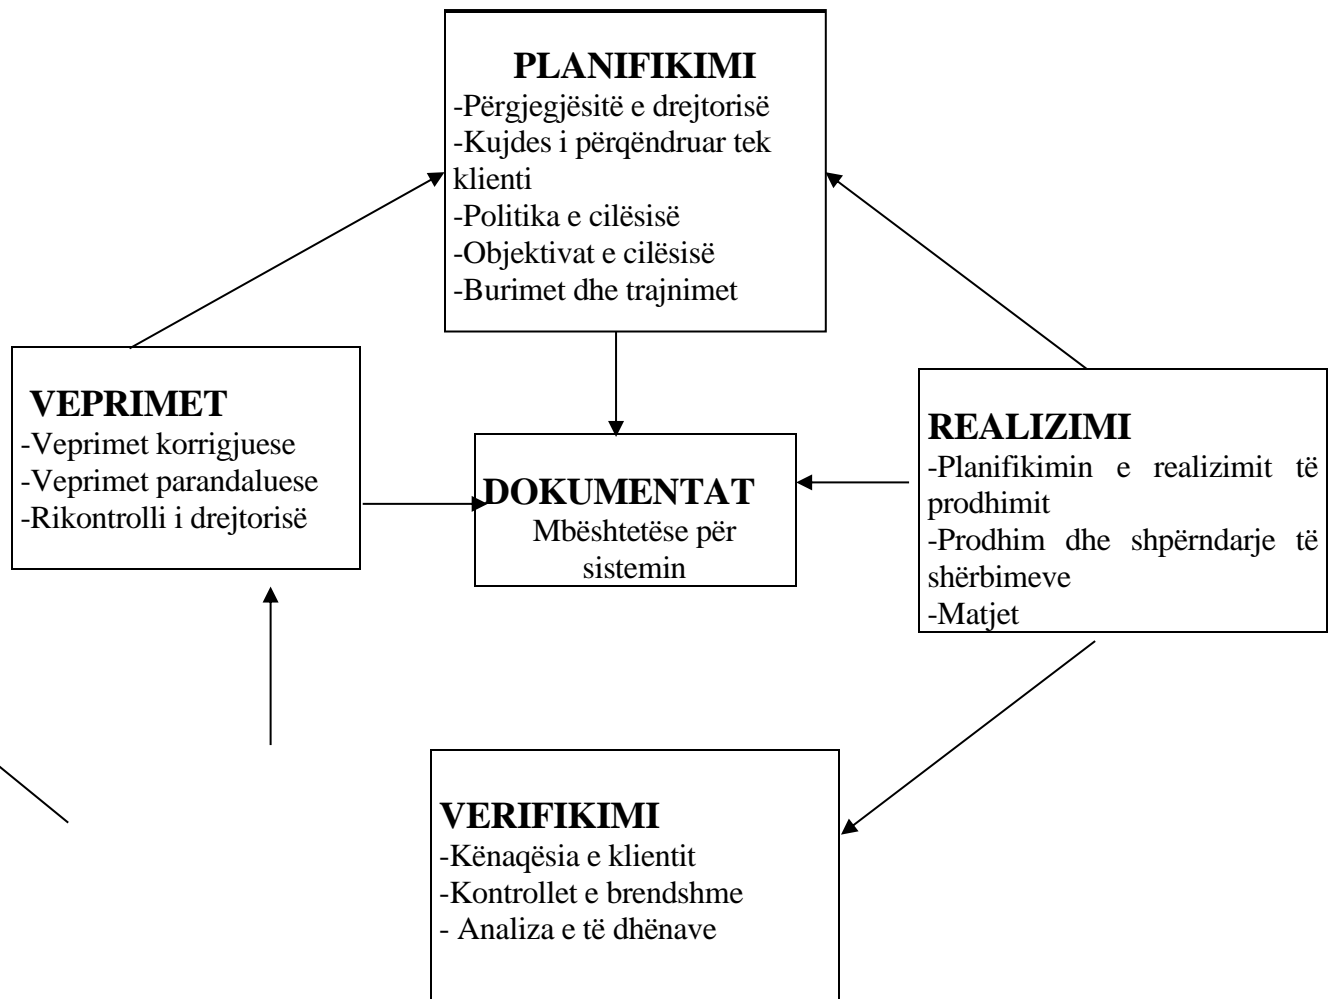 PLANIFIKIMI
-Përgjegjësitë e drejtorisë
-Kujdes i përqëndruar tek
klienti
-Politika e cilësisë
-Objektivat e cilësisë
-Burimet dhe trajnimet
VEPRIMET
-Veprimet korrigjuese
-Veprimet parandaluese
-Rikontrolli i drejtorisë
DOKUMENTAT
Mbështetëse për
sistemin
REALIZIMI
-Planifikimin e realizimit të
prodhimit
-Prodhim dhe shpërndarje të
shërbimeve
-Matjet
VERIFIKIMI
-Kënaqësia e klientit
-Kontrollet e brendshme
- Analiza e të dhënave